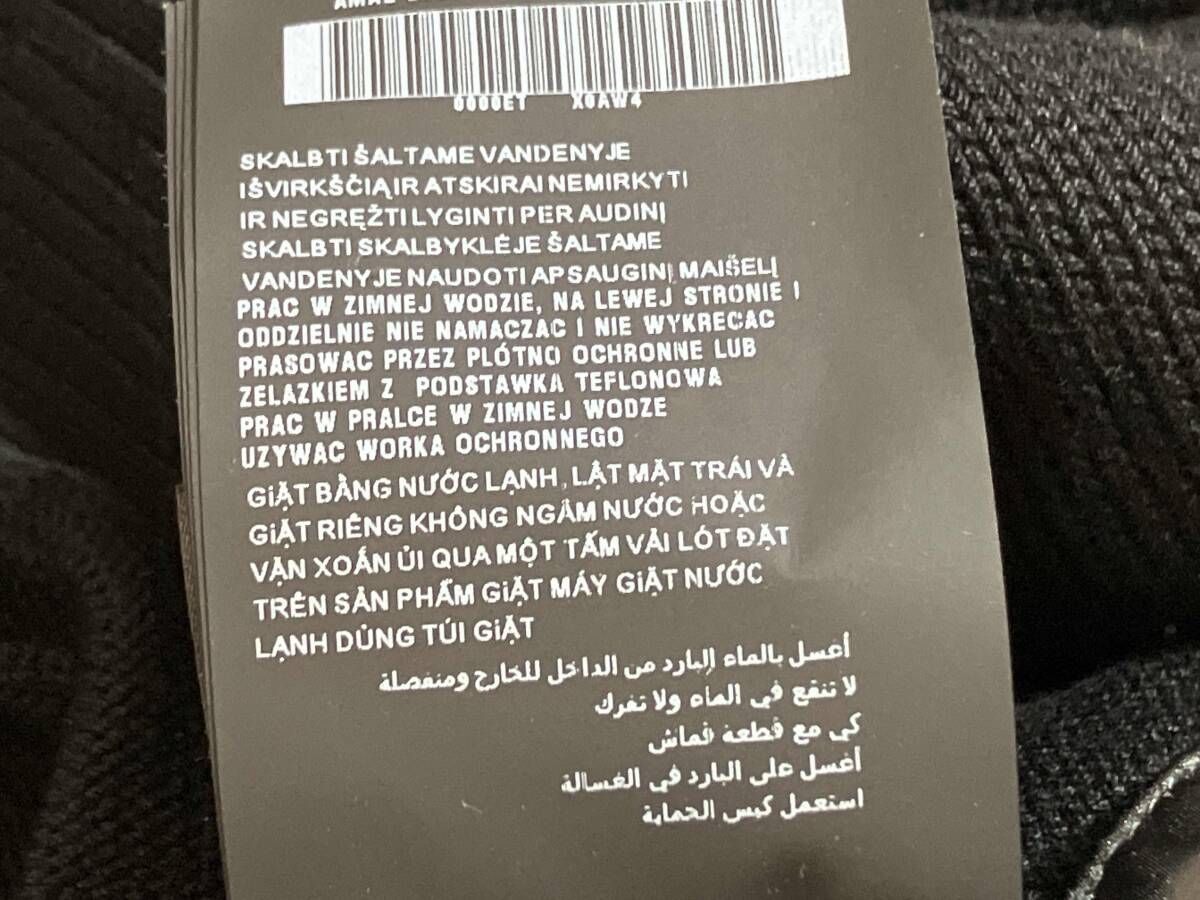 0000ET X0AW4
SKALBTI ŠALTAME VANDENYJE
IŠVIRKŠČIĄ IR ATSKIRAI NEMIRKYTI
IR NEGRĘŽTI LYGINTI PER AUDINĮ
SKALBTI SKALBYKLĖJE ŠALTAME
VANDENYJE NAUDOTI APSAUGINĮ MAIŠELĮ
PRAC W ZIMNEJ WODZIE, NA LEWEJ STRONIE I
ODDZIELNIE NIE NAMĄCZAC I NIE WYKRECAC
PRASOWAC PRZEZ PLÓTNO OCHRONNE LUB
ZELAZKIEM Z PODSTAWKA TEFLONOWA
PRAC W PRALCE W ZIMNEJ WODZE
UZYWAC WORKA OCHRONNEGO
GIẶT BẰNG NƯỚC LẠNH, LẬT MẶT TRÁI VÀ
GIẶT RIÊNG KHÔNG NGÂM NƯỚC HOẶC
VẶN XOẮN ỦI QUA MỘT TẤM VẢI LÓT ĐẶT
TRÊN SẢN PHẨM GIẶT MÁY GIẶT NƯỚC
LẠNH DÙNG TÚI GIẶT
أغسل بالماء البارد من الداخل للخارج ومنفصلة
لا تنقع في الماء ولا تفرك
كي مع قطعة قماش
أغسل على البارد في الغسالة
استعمل كيس الحماية